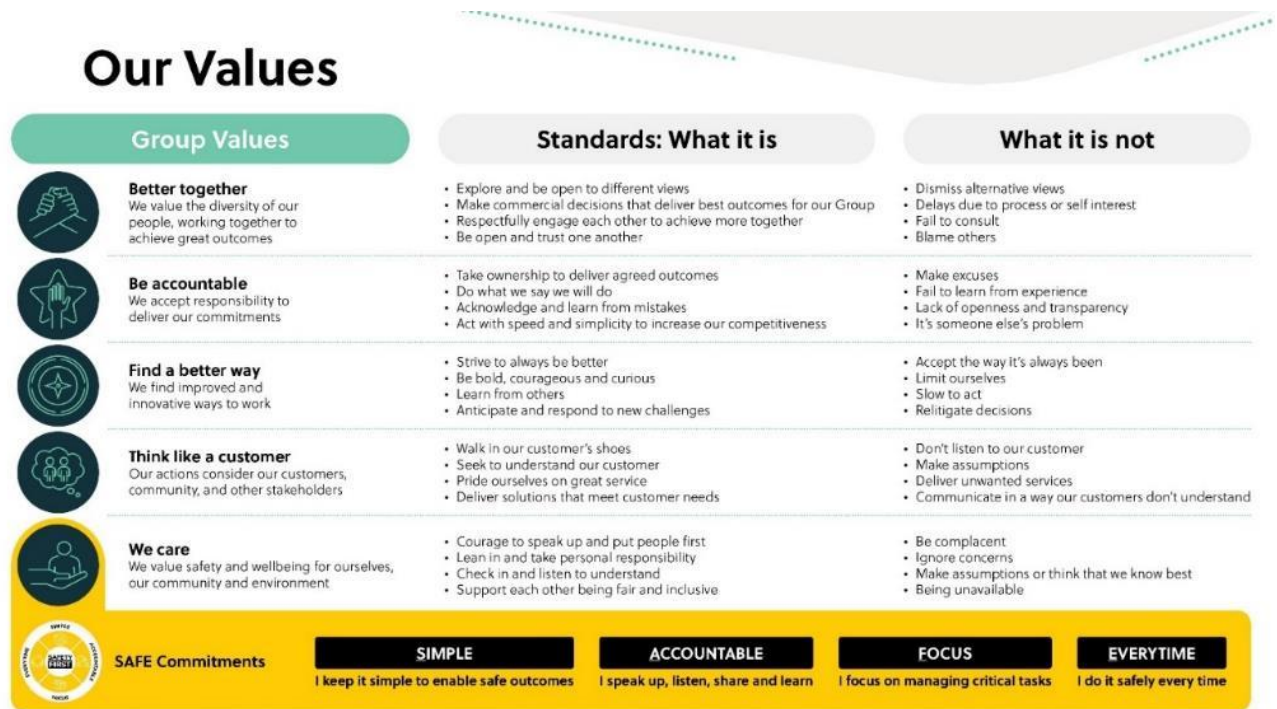 Our Values
Group Values
Standards: What it is
What it is not
Better together
We value the diversity of our
people, working together to
achieve great outcomes
• Explore and be open to different views
• Make commercial decisions that deliver best outcomes for our Group
• Respectfully engage each other to achieve more together
• Be open and trust one another
• Dismiss alternative views
• Delays due to process or self interest
• Fail to consult
• Blame others
Be accountable
We accept responsibility to
deliver our commitments
• Take ownership to deliver agreed outcomes
• Do what we say we will do
• Acknowledge and learn from mistakes
• Act with speed and simplicity to increase our competitiveness
• Make excuses
• Fail to learn from experience
• Lack of openness and transparency
• It's someone else's problem
Find a better way
We find improved and
innovative ways to work
• Strive to always be better
• Be bold, courageous and curious
• Learn from others
• Anticipate and respond to new challenges
• Accept the way it's always been
• Limit ourselves
• Slow to act
• Relitigate decisions
Think like a customer
Our actions consider our customers,
community, and other stakeholders
• Walk in our customer's shoes
• Seek to understand our customer
• Pride ourselves on great service
• Deliver solutions that meet customer needs
• Don't listen to our customer
• Make assumptions
• Deliver unwanted services
• Communicate in a way our customers don't understand
We care
We value safety and wellbeing for ourselves,
our community and environment
• Courage to speak up and put people first
• Lean in and take personal responsibility
• Check in and listen to understand
• Support each other being fair and inclusive
• Be complacent
• Ignore concerns
• Make assumptions or think that we know best
• Being unavailable
SIMPLE
ACCOUNTABLE
FOCUS
EVERYTIME
SAFETY
FIRST
SAFE Commitments
SIMPLE
I keep it simple to enable safe outcomes
ACCOUNTABLE
I speak up, listen, share and learn
FOCUS
I focus on managing critical tasks
EVERYTIME
I do it safely every time